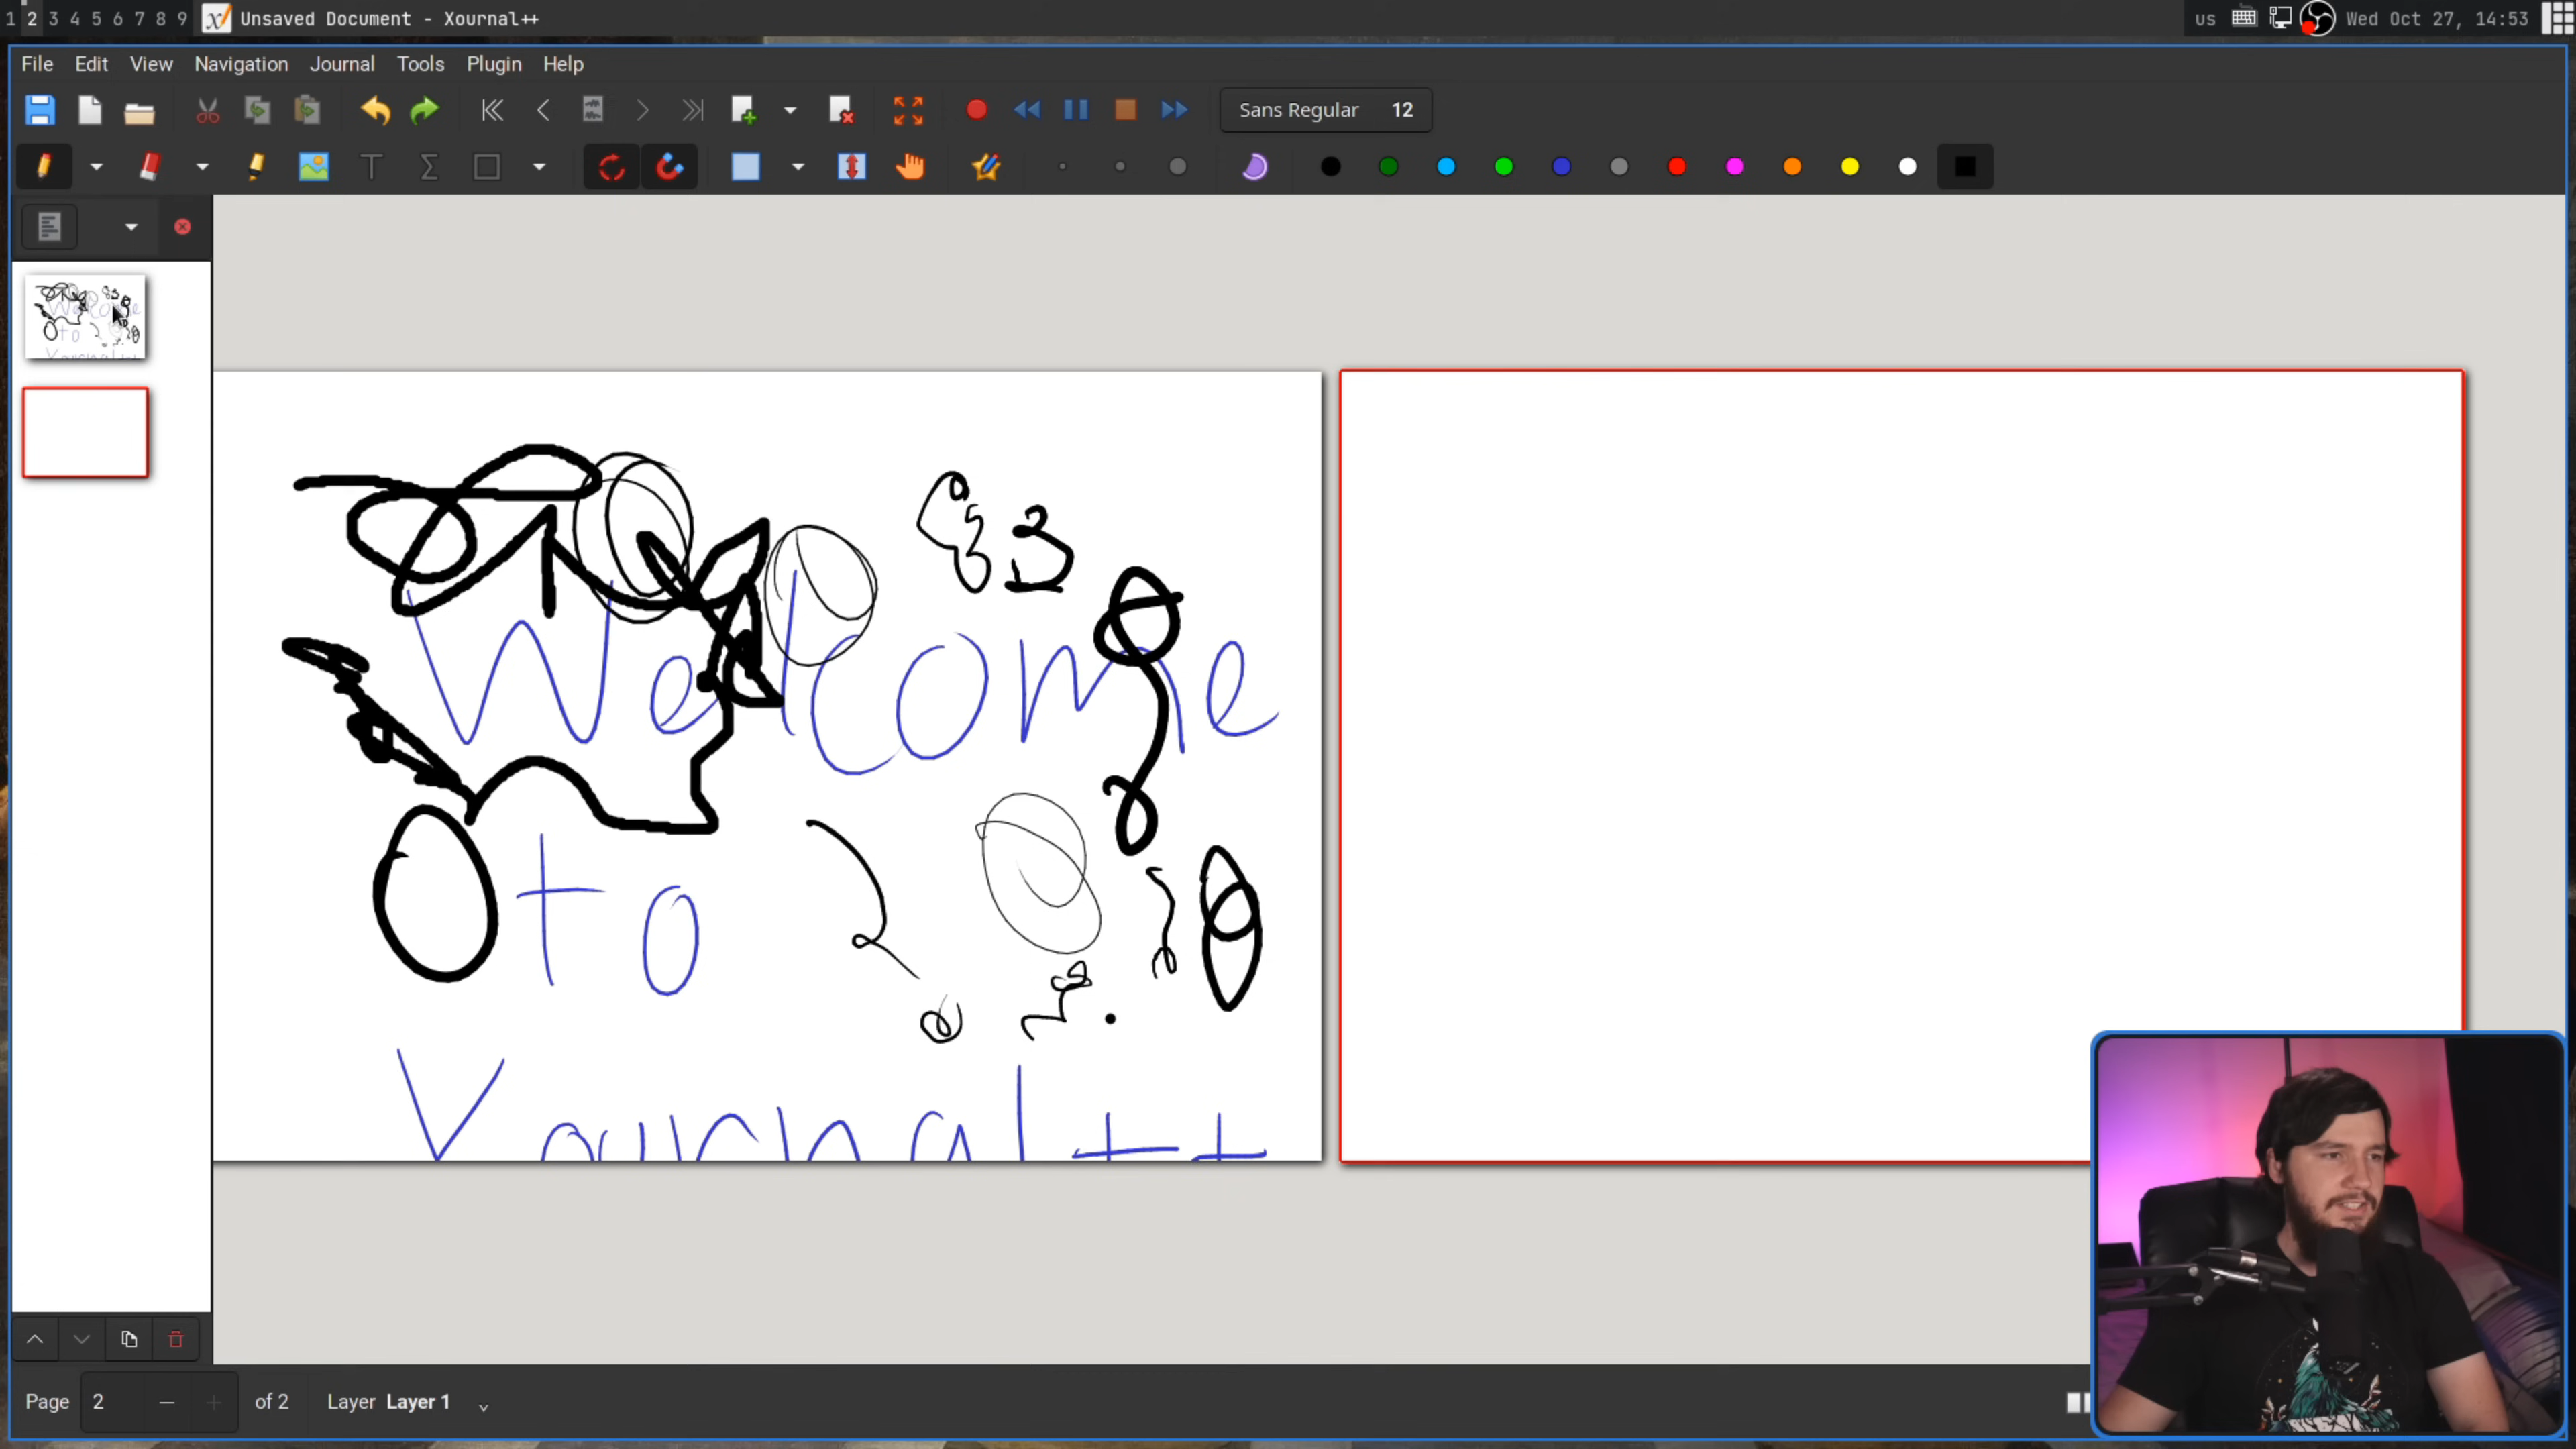 1 2 3 4 5 6 7 8 9 Unsaved Document - Xournal++
us Wed Oct 27, 14:53
File Edit View Navigation Journal Tools Plugin Help
Sans Regular 12
T Σ
Welcome
to
Xournal++
Page 2 of 2 Layer Layer 1